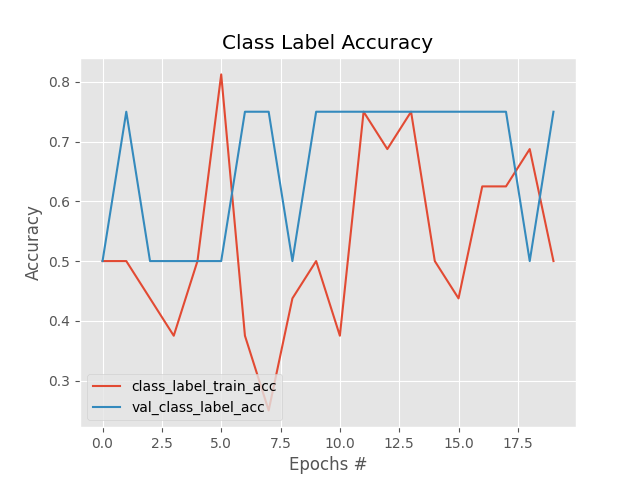 Class Label Accuracy
Accuracy
0.8
0.7
0.6
0.5
0.4
0.3
class_label_train_acc
val_class_label_acc
0.0 2.5 5.0 7.5 10.0 12.5 15.0 17.5
Epochs #